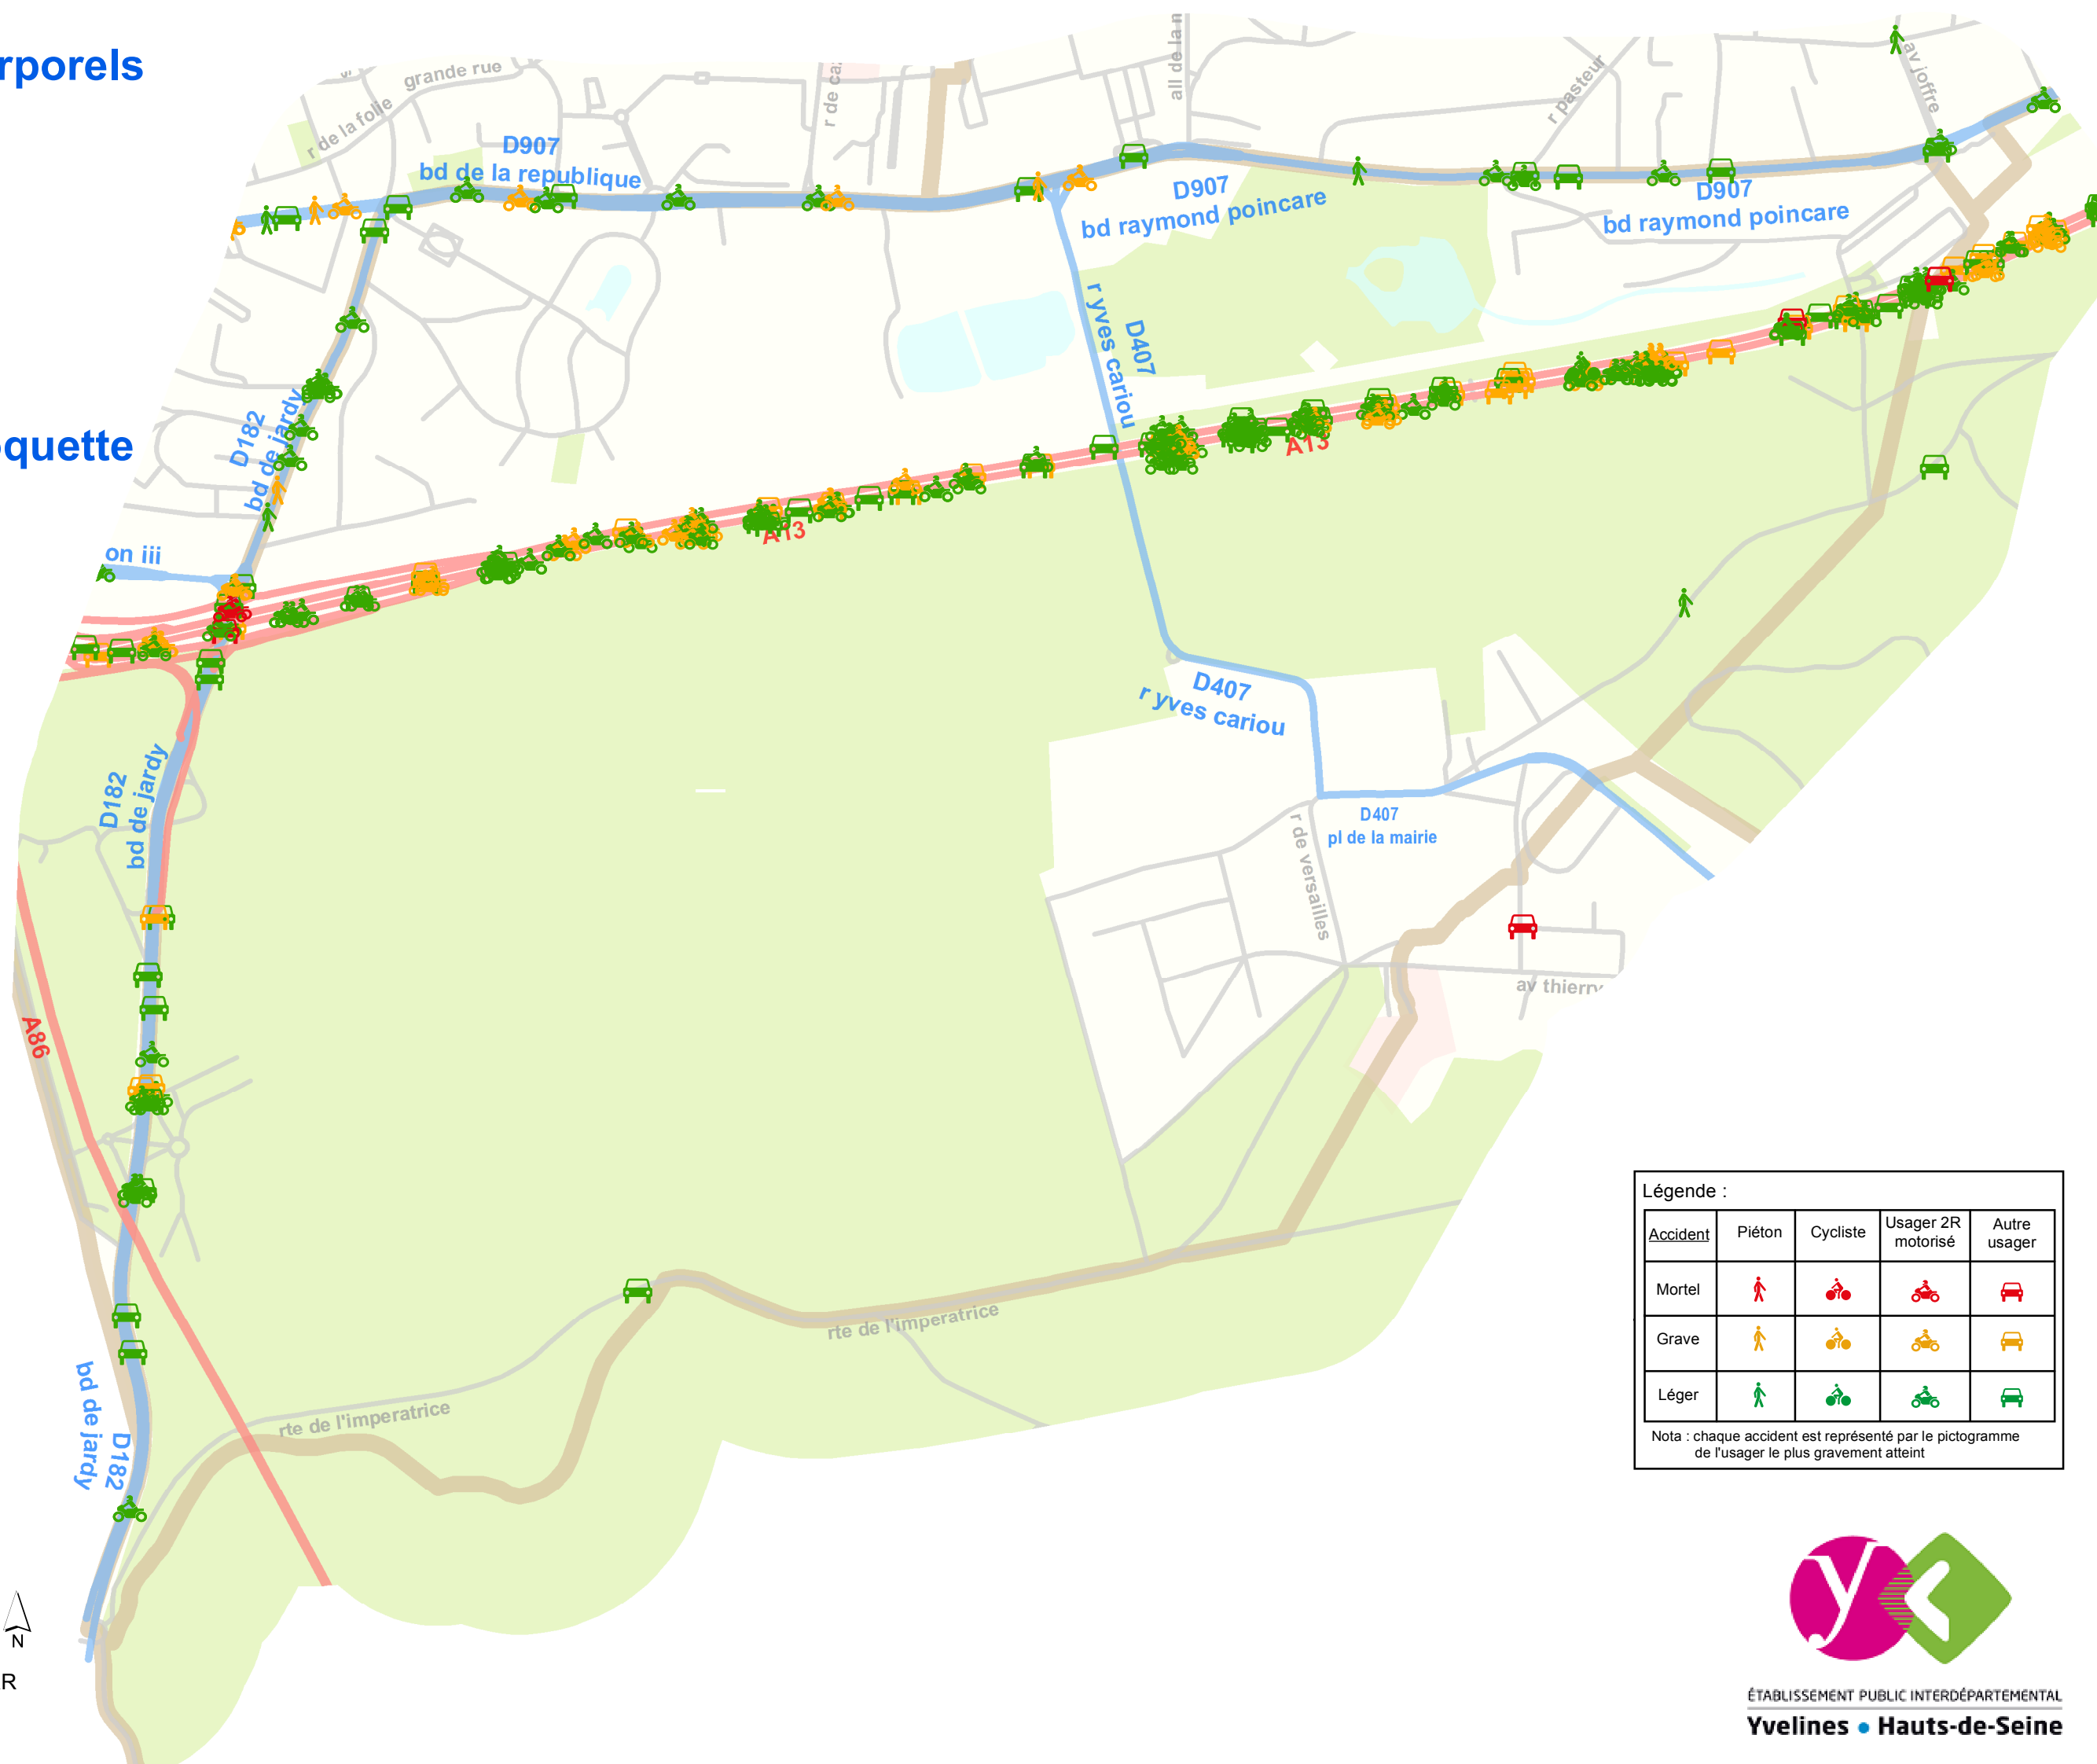 rporels
grande rue
r de la folie
all de la n
r pasteur
av joffre
D907
bd de la republique
D907
bd raymond poincare
D907
bd raymond poincare
D407
r yves cariou
quette
D182
bd de jardy
A13
A13
on iii
D407
r yves cariou
D182
bd de jardy
D407
pl de la mairie
r de versailles
av thierry
A86
rte de l'imperatrice
rte de l'imperatrice
bd de jardy
D182
Légende :
Accident Piéton Cycliste Usager 2R motorisé Autre usager
Mortel
Grave
Léger
Nota : chaque accident est représenté par le pictogramme
de l'usager le plus gravement atteint
N
R
y
ÉTABLISSEMENT PUBLIC INTERDÉPARTEMENTAL
Yvelines • Hauts-de-Seine